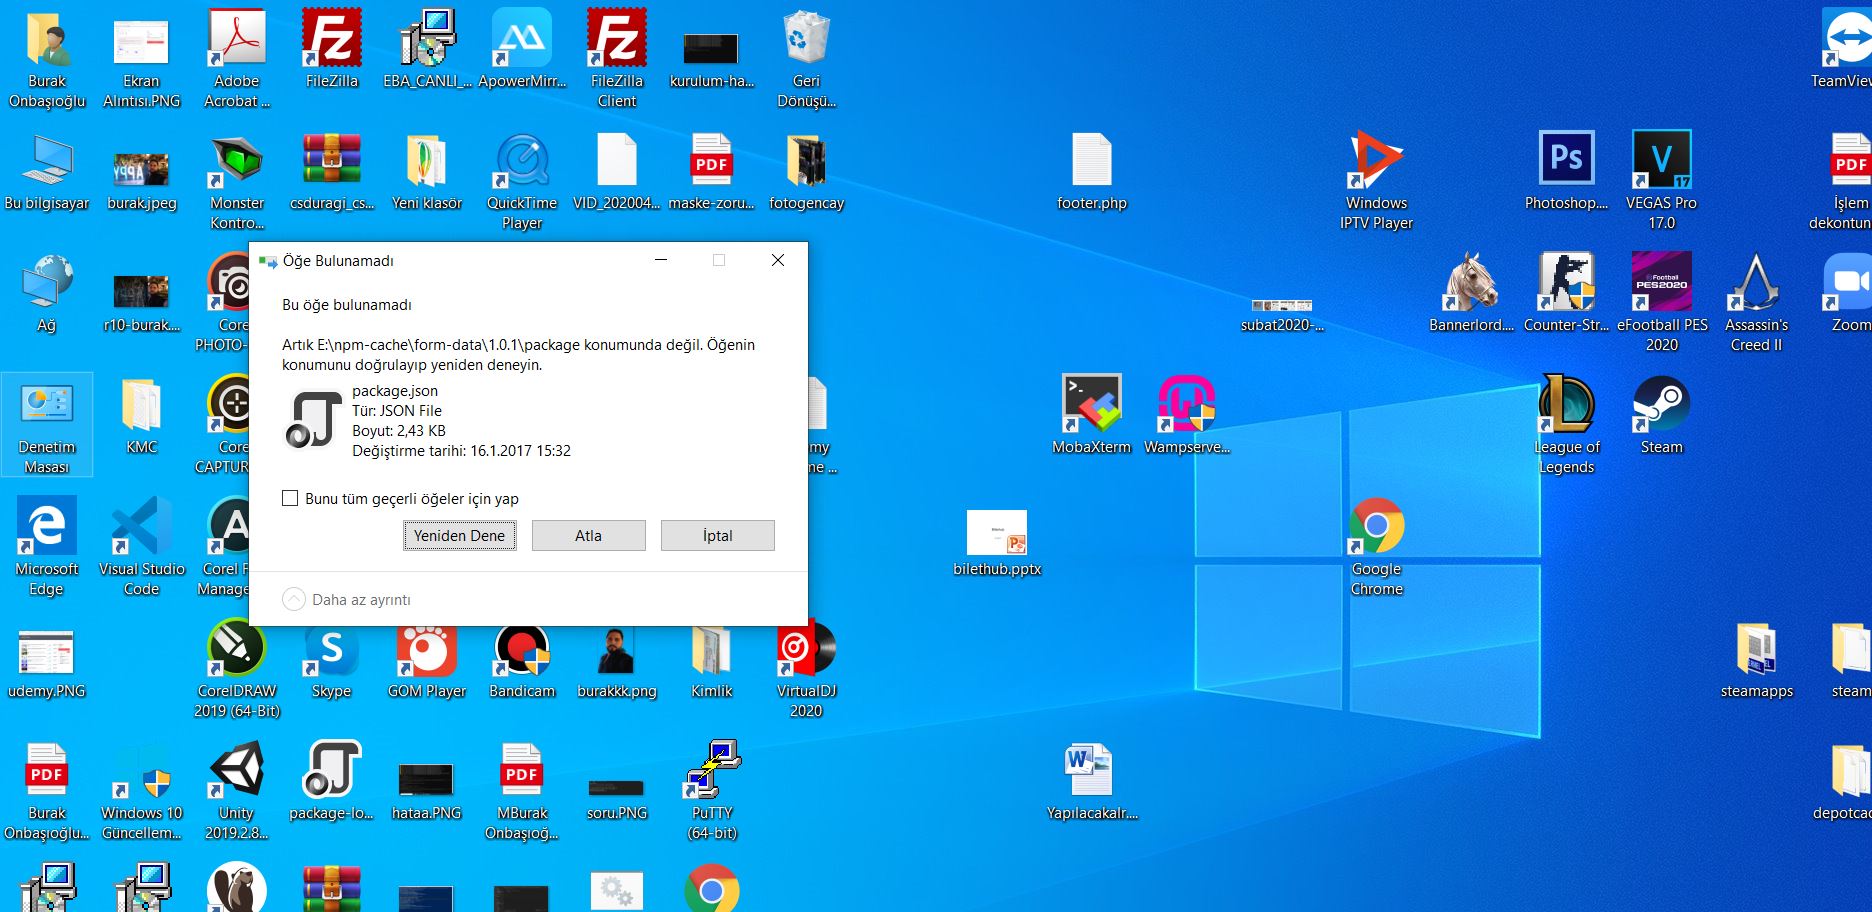 Burak
Onbaşıoğlu
Ekran
Alıntısı.PNG
Adobe
Acrobat ...
FileZilla
EBA_CANLI_...
ApowerMirr...
FileZilla
Client
kurulum-ha...
Geri
Dönüşü...
TeamView
Bu bilgisayar
burak.jpeg
Monster
Kontro...
csduragi_cs...
Yeni klasör
QuickTime
Player
VID_202004...
PDF
maske-zoru...
fotogencay
footer.php
Windows
IPTV Player
Ps
Photoshop....
V
17
VEGAS Pro
17.0
PDF
İşlem
dekontun
Ağ
r10-burak....
Core
PHOTO-
subat2020-...
Bannerlord....
Counter-Str...
eFootball
PES2020
eFootball PES
2020
Assassin's
Creed II
Zoom
Öğe Bulunamadı
Bu öğe bulunamadı
Artık E:\npm-cache\form-data\1.0.1\package konumunda değil. Öğenin
konumunu doğrulayıp yeniden deneyin.
package.json
Tür: JSON File
Boyut: 2,43 KB
Değiştirme tarihi: 16.1.2017 15:32
Bunu tüm geçerli öğeler için yap
Yeniden Dene
Atla
İptal
Daha az ayrıntı
Denetim
Masası
KMC
Core
CAPTUR
my
ne ...
MobaXterm
Wampserve...
League of
Legends
Steam
Microsoft
Edge
Visual Studio
Code
Corel F
Manage
bilethub.pptx
Google
Chrome
udemy.PNG
CorelDRAW
2019 (64-Bit)
Skype
GOM Player
Bandicam
burakkk.png
Kimlik
VirtualDJ
2020
steamapps
steam
PDF
Burak
Onbaşıoğlu...
Windows 10
Güncellem...
Unity
2019.2.8...
package-lo...
hataa.PNG
PDF
MBurak
Onbaşıoğ...
soru.PNG
PuTTY
(64-bit)
Yapılacakalr....
depotcac